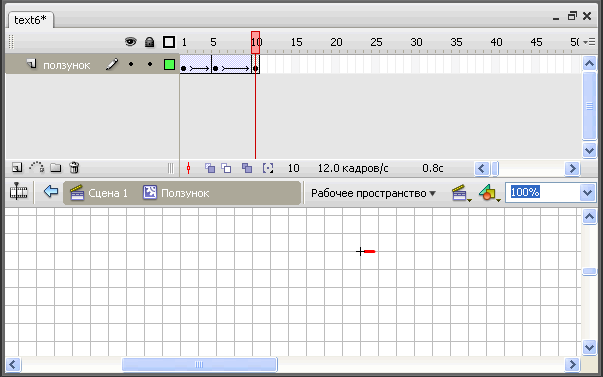 text6*
1 5 10 15 20 25 30 35 40 45 50
ползунок
10 12.0 кадров/с 0.8с
Сцена 1 Ползунок Рабочее пространство 100%